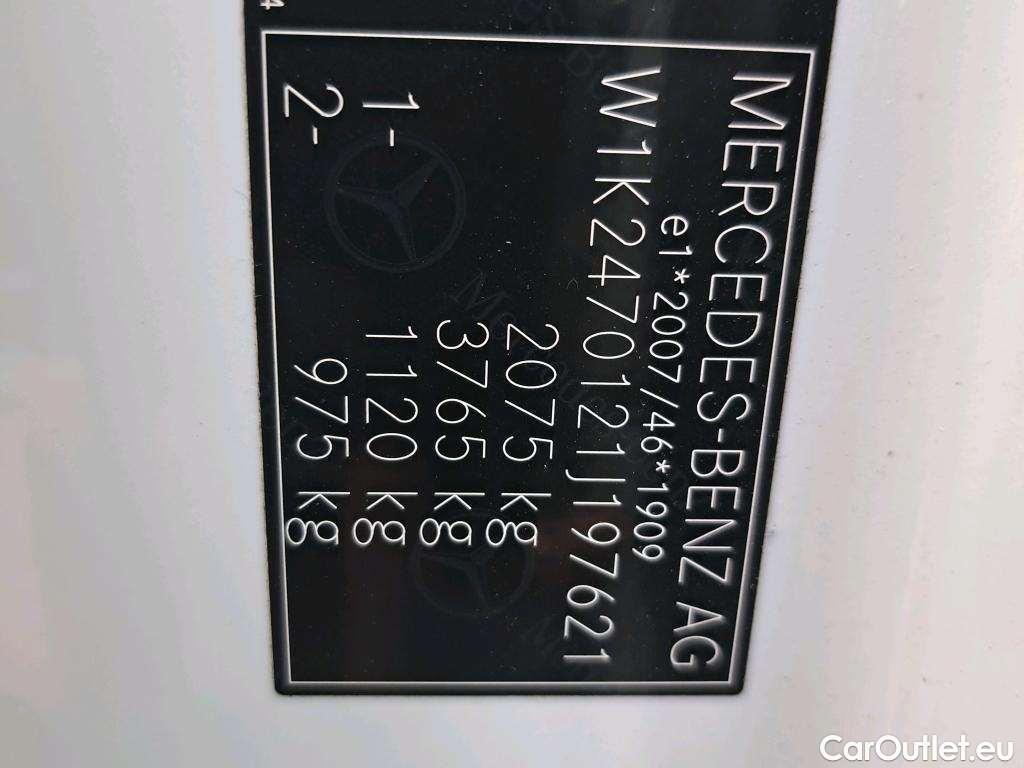 4
MERCEDES-BENZ AG
e1*2007/46*1909
W1K2470121J197621
2075 kg
3765 kg
1- 1120 kg
2- 975 kg
CarOutlet.eu